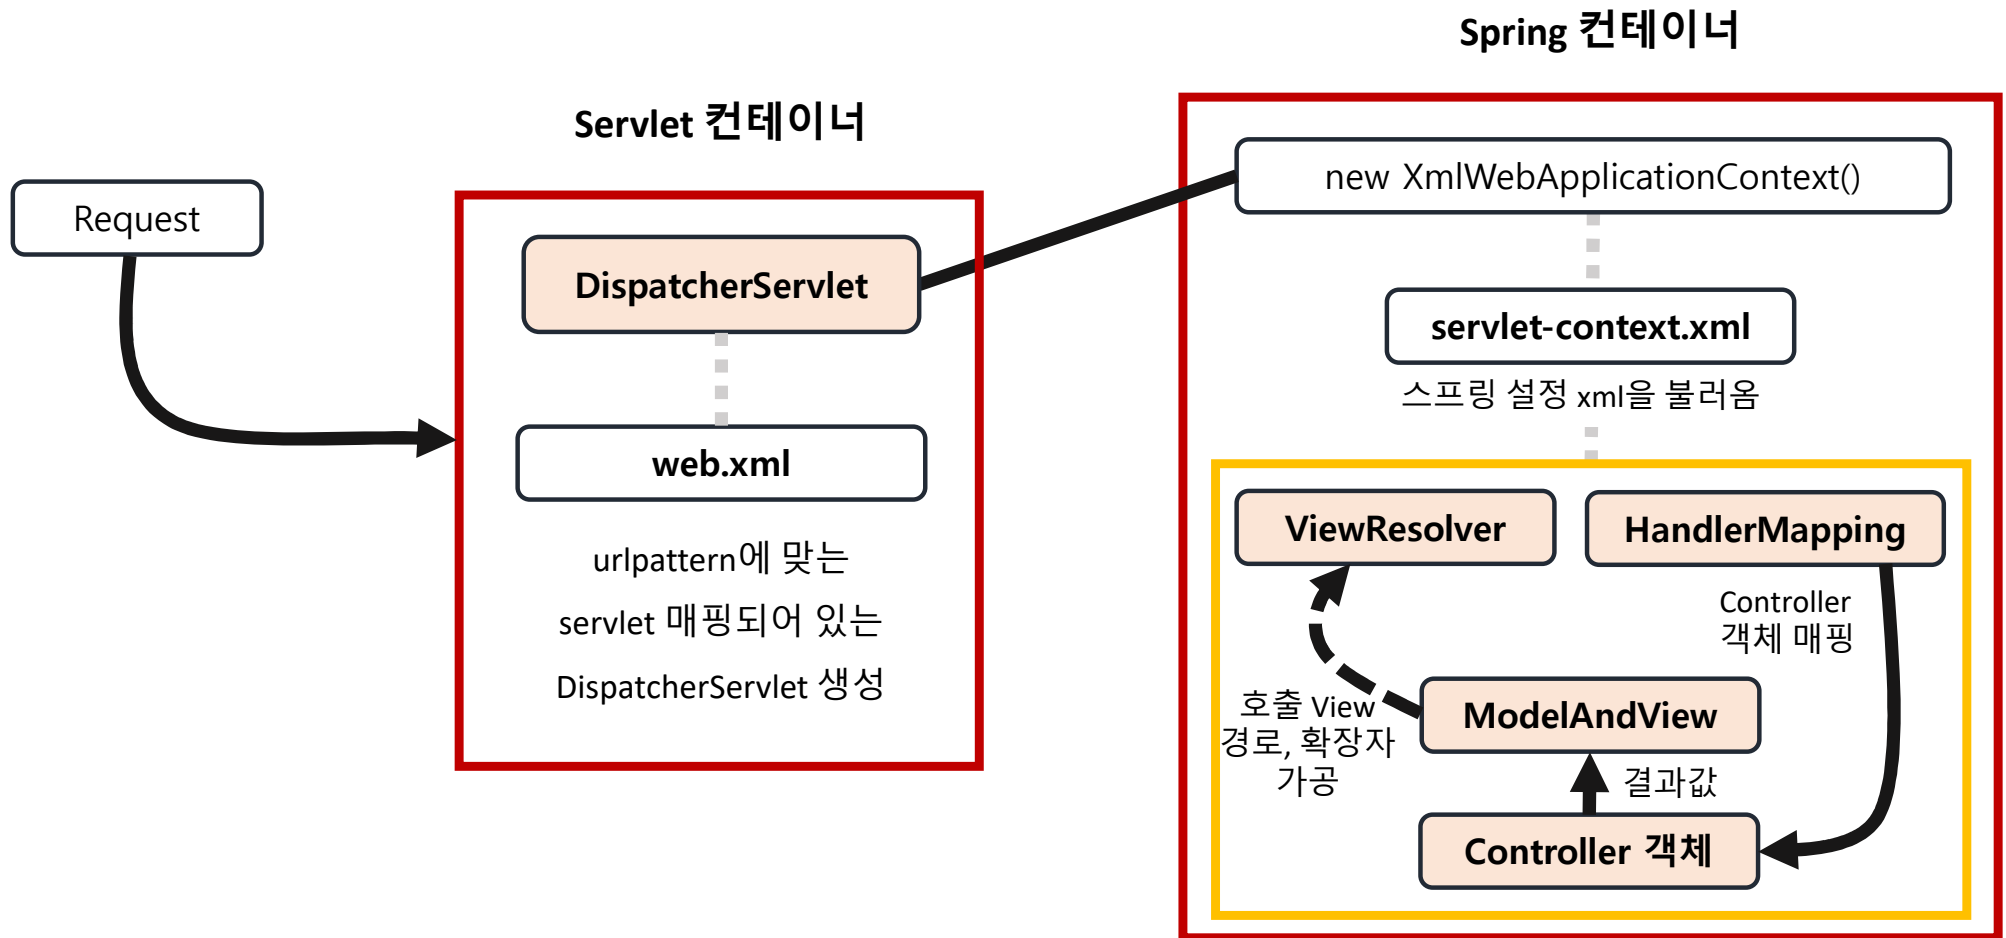 Spring 컨테이너
Servlet 컨테이너
Request
DispatcherServlet
web.xml
urlpattern에 맞는
servlet 매핑되어 있는
DispatcherServlet 생성
new XmlWebApplicationContext()
servlet-context.xml
스프링 설정 xml을 불러옴
ViewResolver
HandlerMapping
Controller
객체 매핑
호출 View
경로, 확장자
가공
ModelAndView
결과값
Controller 객체